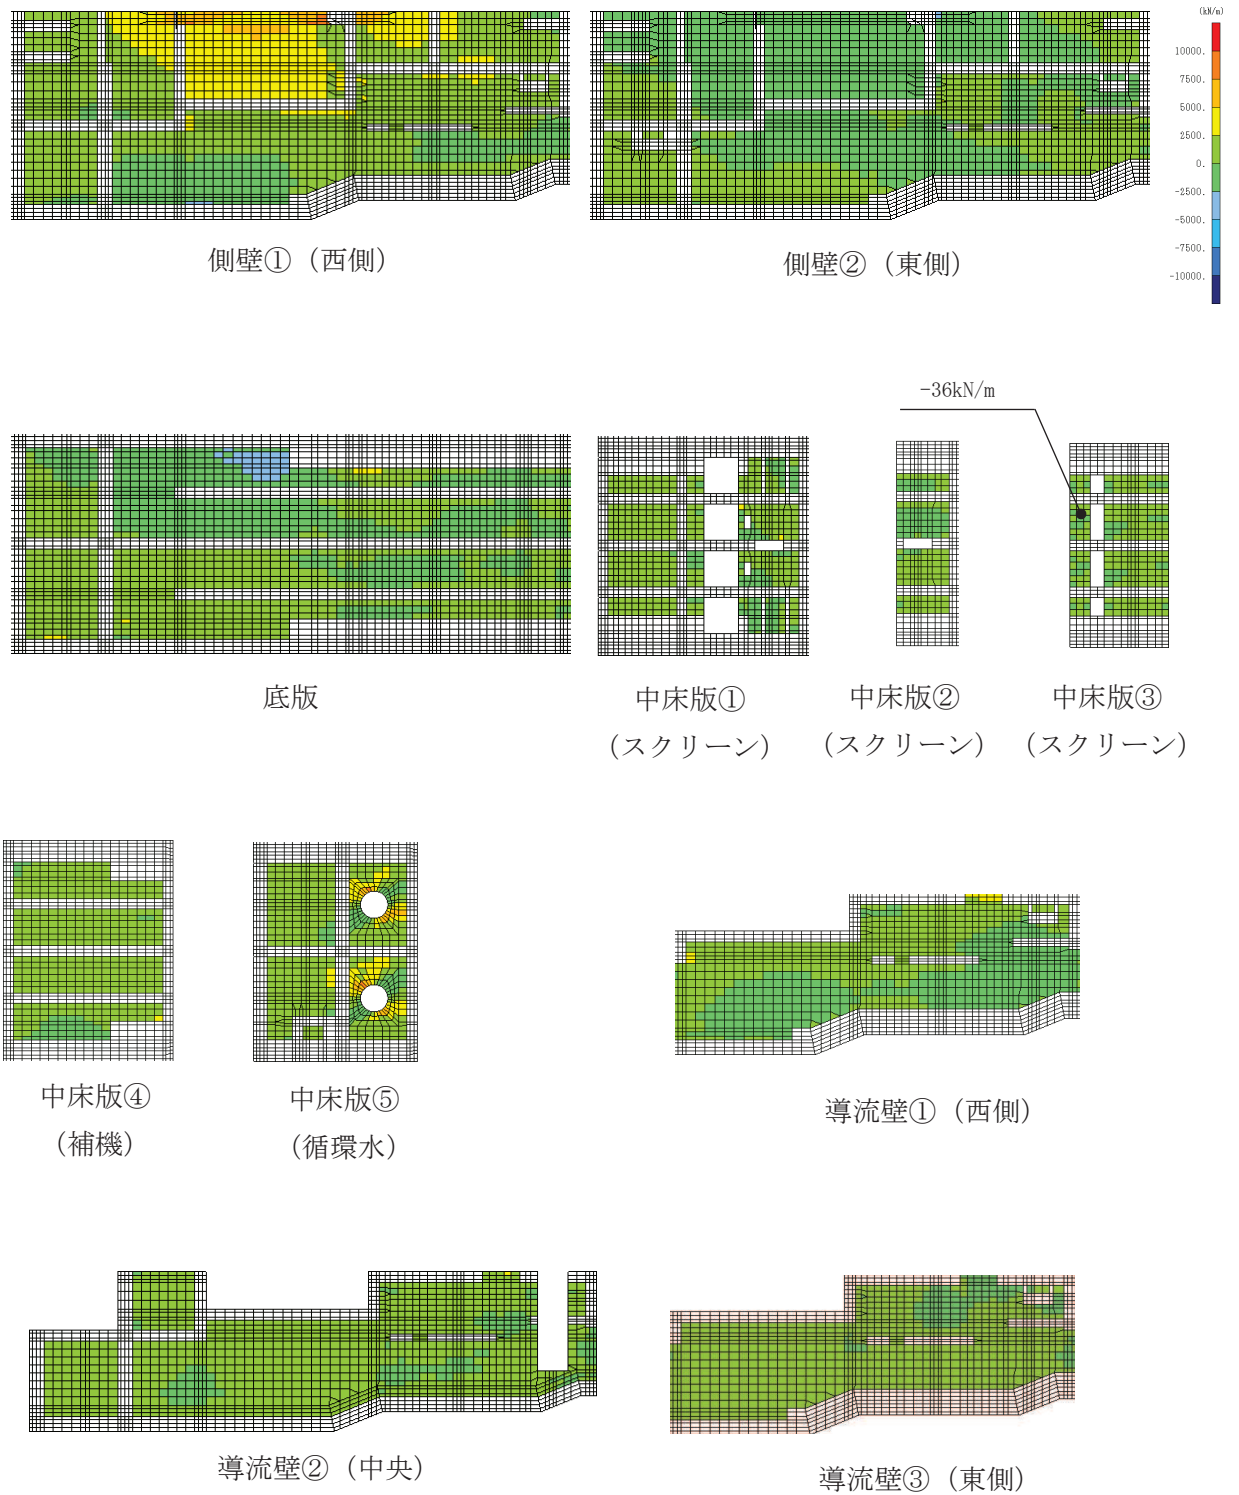 (kN/m)
10000.
7500.
5000.
2500.
0.
-2500.
-5000.
-7500.
-10000.
側壁①（西側）
側壁②（東側）
-36kN/m
底版
中床版①
（スクリーン）
中床版②
（スクリーン）
中床版③
（スクリーン）
中床版④
（補機）
中床版⑤
（循環水）
導流壁①（西側）
導流壁②（中央）
導流壁③（東側）